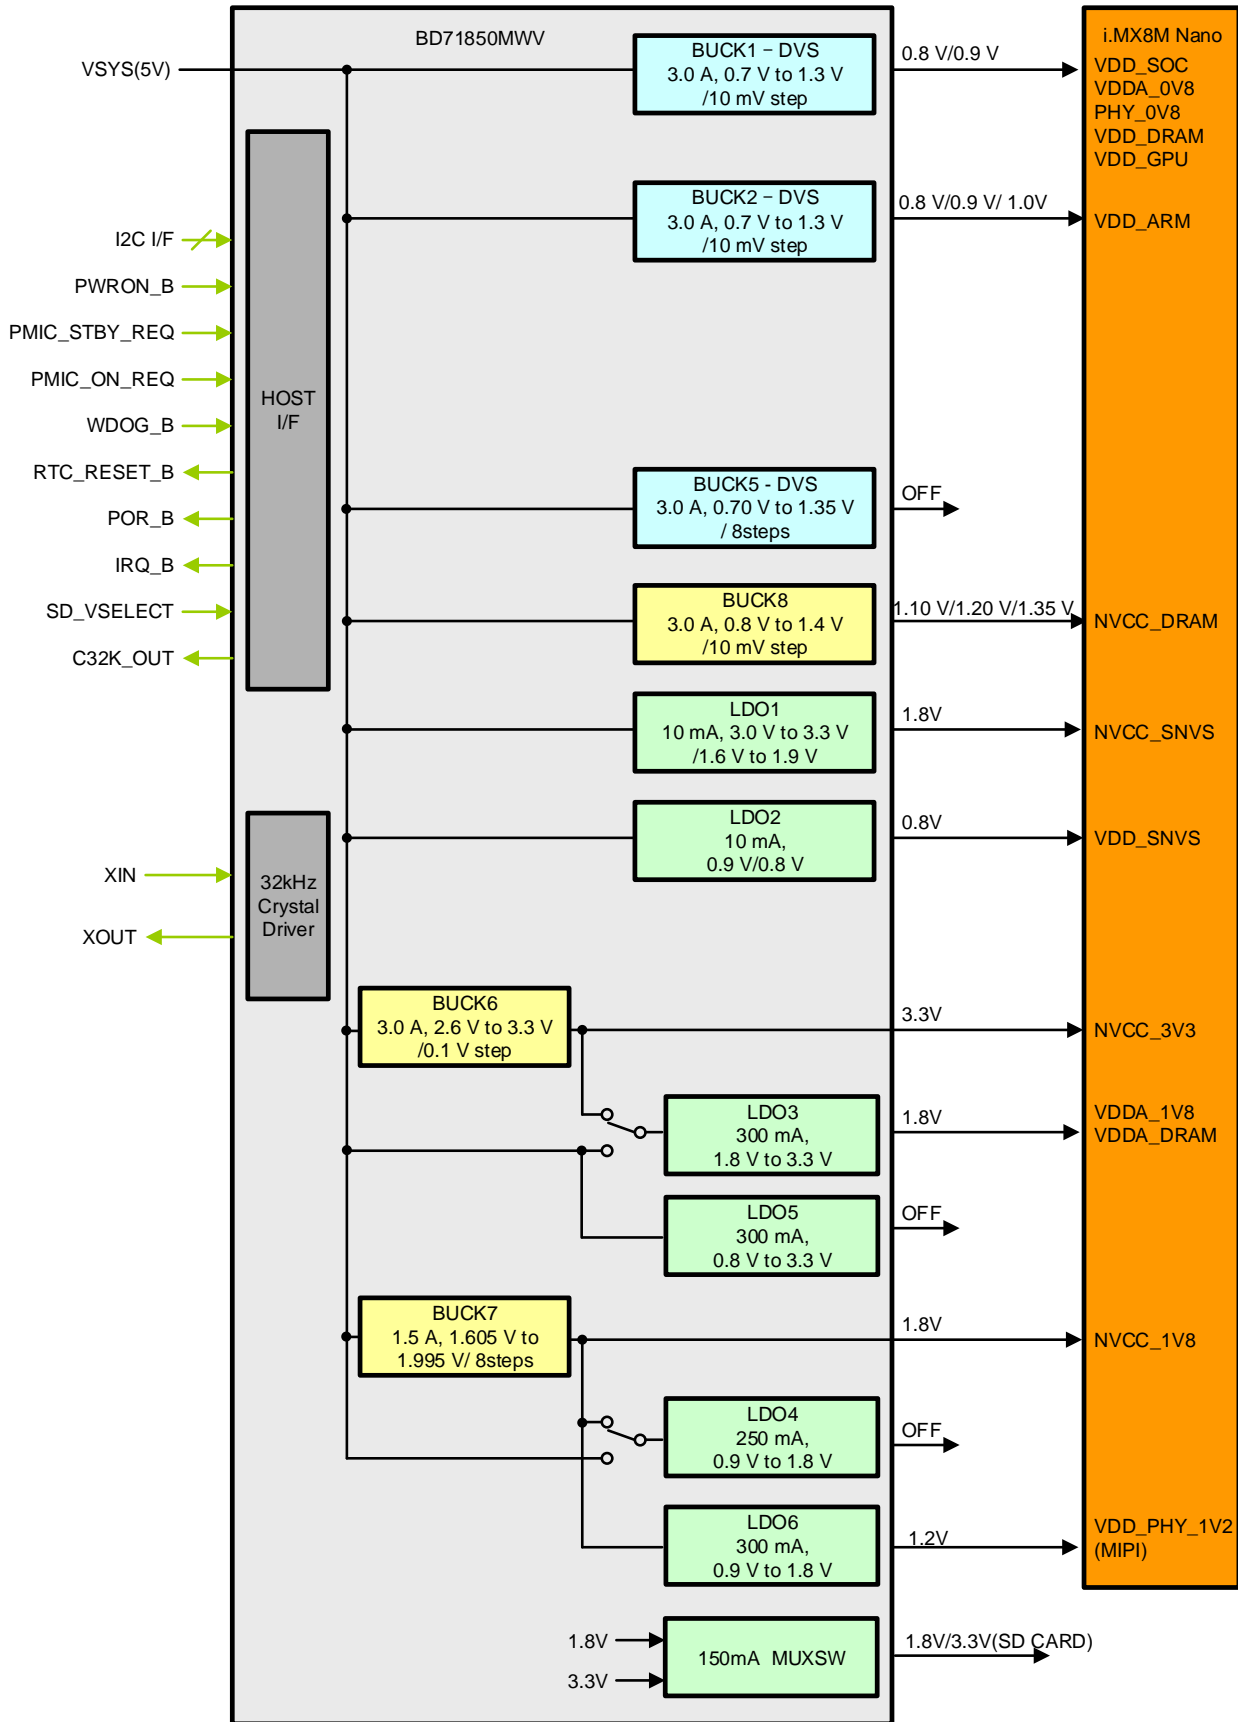 BD71850MWV
VSYS(5V)
BUCK1 – DVS
3.0 A, 0.7 V to 1.3 V
/10 mV step
0.8 V/0.9 V
i.MX8M Nano
VDD_SOC
VDDA_0V8
PHY_0V8
VDD_DRAM
VDD_GPU
BUCK2 – DVS
3.0 A, 0.7 V to 1.3 V
/10 mV step
0.8 V/0.9 V/ 1.0V
VDD_ARM
I2C I/F
PWRON_B
PMIC_STBY_REQ
PMIC_ON_REQ
WDOG_B
RTC_RESET_B
POR_B
IRQ_B
SD_VSELECT
C32K_OUT
HOST
I/F
BUCK5 - DVS
3.0 A, 0.70 V to 1.35 V
/ 8steps
OFF
BUCK8
3.0 A, 0.8 V to 1.4 V
/10 mV step
1.10 V/1.20 V/1.35 V
NVCC_DRAM
LDO1
10 mA, 3.0 V to 3.3 V
/1.6 V to 1.9 V
1.8V
NVCC_SNVS
LDO2
10 mA,
0.9 V/0.8 V
0.8V
VDD_SNVS
XIN
XOUT
32kHz
Crystal
Driver
BUCK6
3.0 A, 2.6 V to 3.3 V
/0.1 V step
3.3V
NVCC_3V3
LDO3
300 mA,
1.8 V to 3.3 V
1.8V
VDDA_1V8
VDDA_DRAM
LDO5
300 mA,
0.8 V to 3.3 V
OFF
BUCK7
1.5 A, 1.605 V to
1.995 V/ 8steps
1.8V
NVCC_1V8
LDO4
250 mA,
0.9 V to 1.8 V
OFF
LDO6
300 mA,
0.9 V to 1.8 V
1.2V
VDD_PHY_1V2
(MIPI)
1.8V
3.3V
150mA MUXSW
1.8V/3.3V(SD CARD)